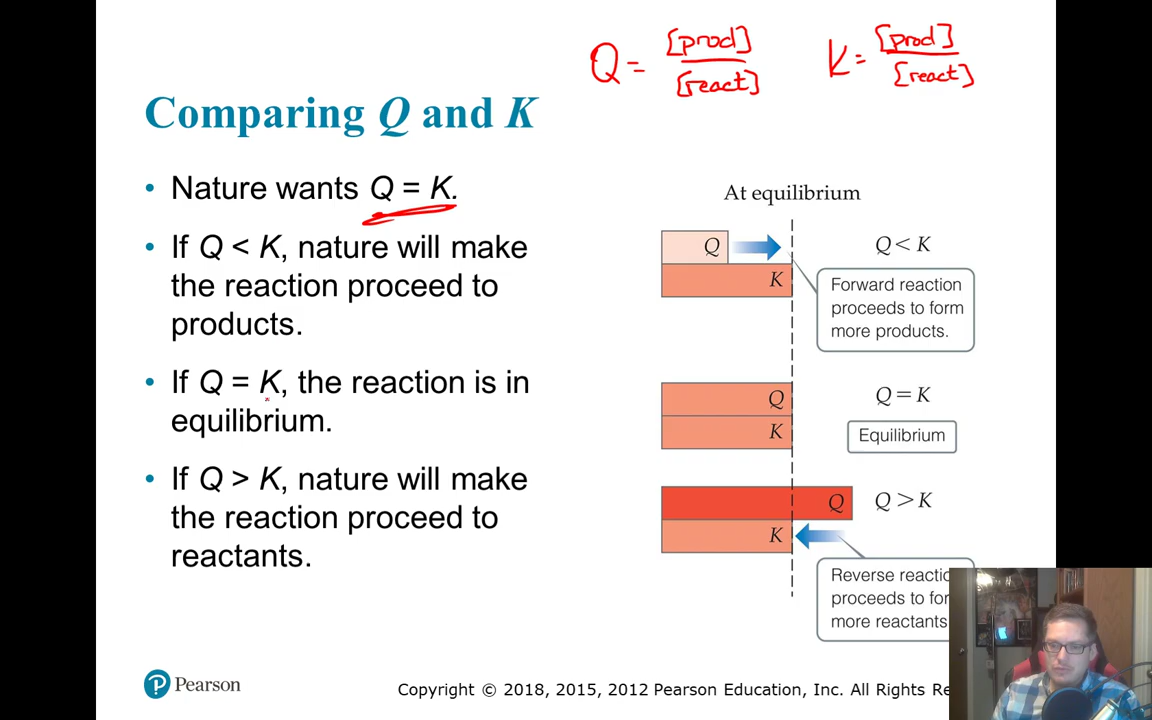 Q = [prod]
[react]
K = [prod]
[react]
Comparing Q and K
• Nature wants Q = K.
• If Q < K, nature will make
the reaction proceed to
products.
• If Q = K, the reaction is in
equilibrium.
• If Q > K, nature will make
the reaction proceed to
reactants.
At equilibrium
Q
K
Q < K
Forward reaction
proceeds to form
more products.
Q
K
Q = K
Equilibrium
Q
K
Q > K
Reverse
proceeds to
more reactants
P Pearson
Copyright © 2018, 2015, 2012 Pearson Education, Inc. All Rights